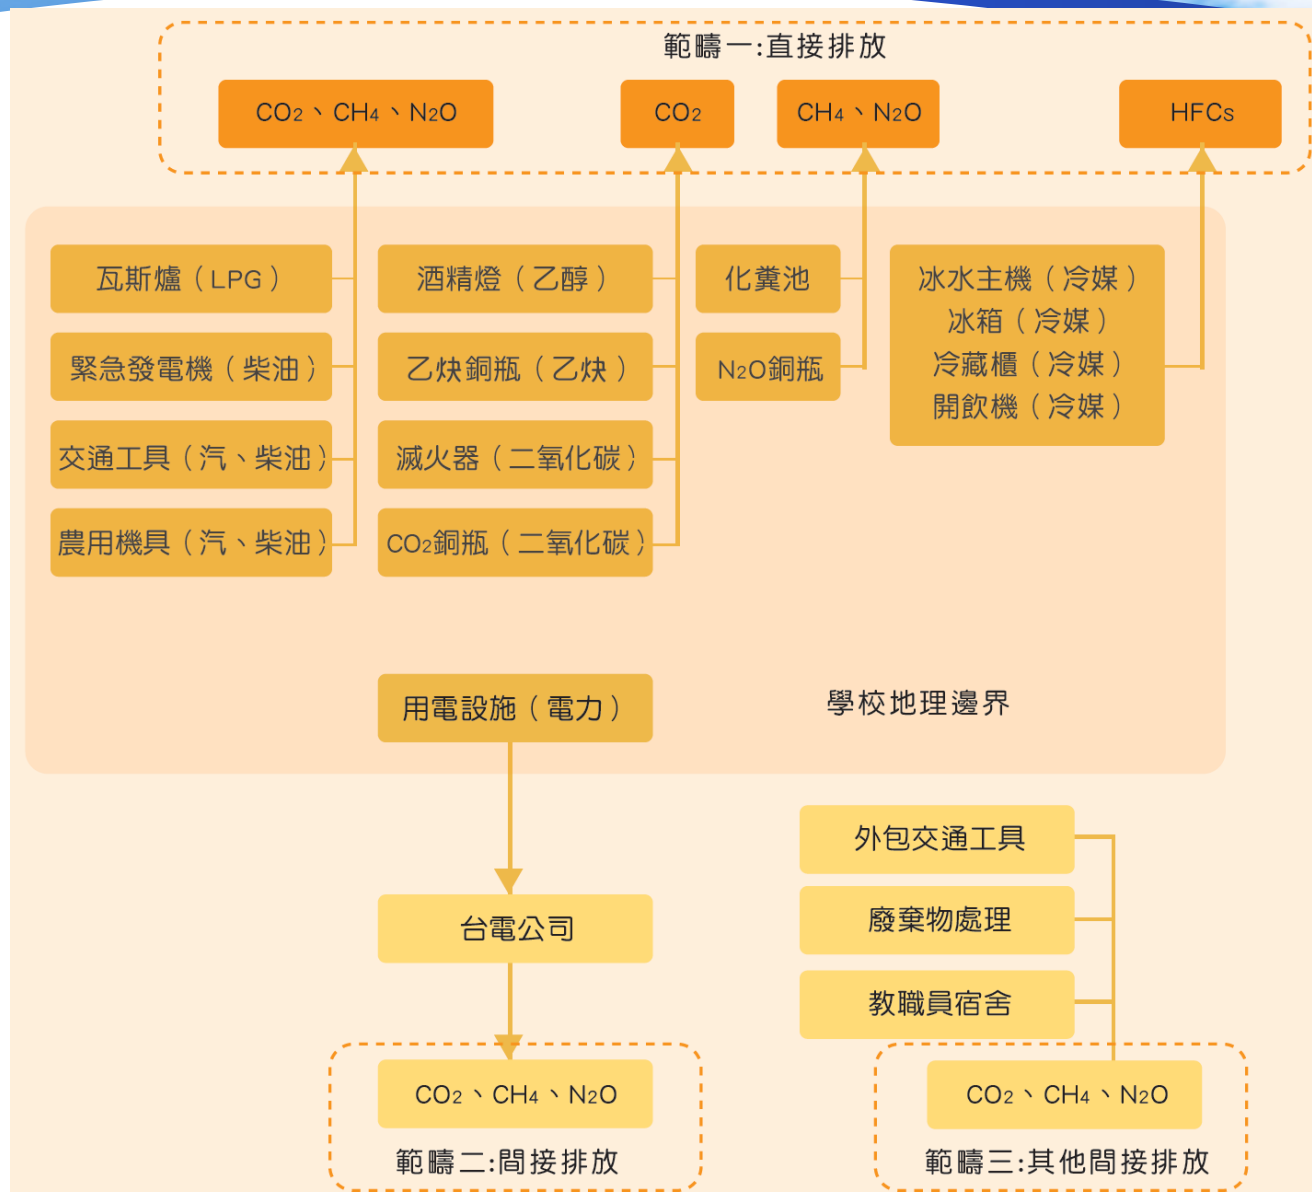 範疇一:直接排放
CO2、CH4、N2O
CO2
CH4、N2O
HFCs
瓦斯爐（LPG）
緊急發電機（柴油）
交通工具（汽、柴油）
農用機具（汽、柴油）
酒精燈（乙醇）
乙炔銅瓶（乙炔）
滅火器（二氧化碳）
CO2銅瓶（二氧化碳）
化糞池
N2O銅瓶
冰水主機（冷媒）
冰箱（冷媒）
冷藏櫃（冷媒）
開飲機（冷媒）
用電設施（電力）
學校地理邊界
台電公司
CO2、CH4、N2O
範疇二:間接排放
外包交通工具
廢棄物處理
教職員宿舍
CO2、CH4、N2O
範疇三:其他間接排放